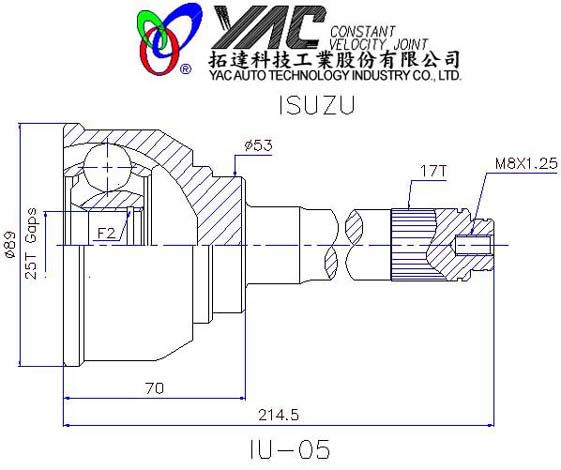 YAC CONSTANT
VELOCITY JOINT
®
拓達科技工業股份有限公司
YAC AUTO TECHNOLOGY INDUSTRY CO., LTD.
ISUZU
ø53
17T
M8X1.25
ø89
25T Gaps
F2
70
214.5
IU-05